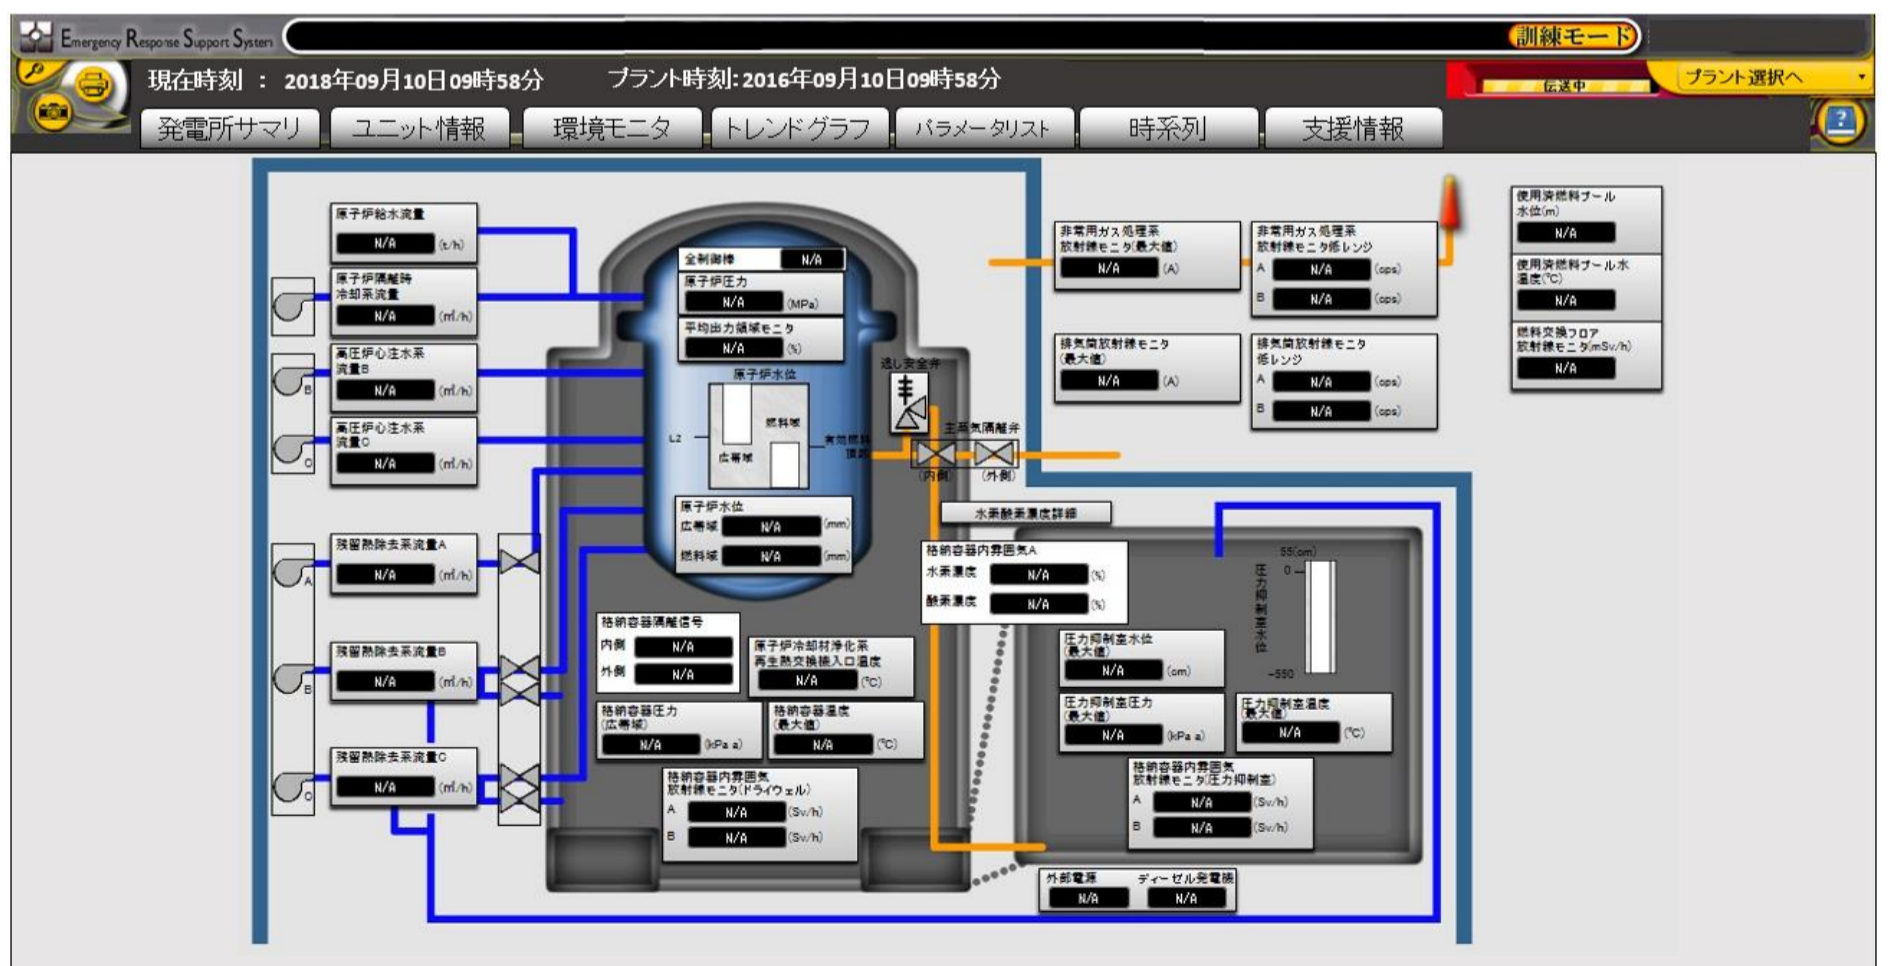 Emergency Response Support System
訓練モード
現在時刻 : 2018年09月10日09時58分
プラント時刻:2016年09月10日09時58分
伝送中
プラント選択へ
発電所サマリ
ユニット情報
環境モニタ
トレンドグラフ
パラメータリスト
時系列
支援情報
?
原子炉給水流量
N/A (t/h)
原子炉隔離時
冷却系流量
N/A (㎥/h)
高圧炉心注水系
流量B
N/A (㎥/h)
B
高圧炉心注水系
流量C
N/A (㎥/h)
C
残留熱除去系流量A
N/A (㎥/h)
A
残留熱除去系流量B
N/A (㎥/h)
B
残留熱除去系流量C
N/A (㎥/h)
C
全制御棒 N/A
原子炉圧力
N/A (MPa)
平均出力領域モニタ
N/A (%)
原子炉水位
燃料域
L2
広帯域
有効燃料
頂部
原子炉水位
広帯域 N/A (mm)
燃料域 N/A (mm)
逃し安全弁
主蒸気隔離弁
(内側) (外側)
格納容器隔離信号
内側 N/A
外側 N/A
原子炉冷却材浄化系
再生熱交換機入口温度
N/A (℃)
格納容器圧力
(広帯域)
N/A (kPa a)
格納容器温度
(最大値)
N/A (℃)
格納容器内雰囲気
放射線モニタ(ドライウェル)
A N/A (Sv/h)
B N/A (Sv/h)
非常用ガス処理系
放射線モニタ(最大値)
N/A (A)
非常用ガス処理系
放射線モニタ低レンジ
A N/A (cps)
B N/A (cps)
排気筒放射線モニタ
(最大値)
N/A (A)
排気筒放射線モニタ
低レンジ
A N/A (cps)
B N/A (cps)
使用済燃料プール
水位(m)
N/A
使用済燃料プール水
温度(℃)
N/A
燃料交換フロア
放射線モニタ(mSv/h)
N/A
水素酸素濃度詳細
格納容器内雰囲気A
水素濃度 N/A (%)
酸素濃度 N/A (%)
55(cm)
0
圧力抑制室水位
-550
圧力抑制室水位
(最大値)
N/A (cm)
圧力抑制室圧力
(最大値)
N/A (kPa a)
圧力抑制室温度
(最大値)
N/A (℃)
格納容器内雰囲気
放射線モニタ(圧力抑制室)
A N/A (Sv/h)
B N/A (Sv/h)
外部電源 ディーゼル発電機
N/A N/A